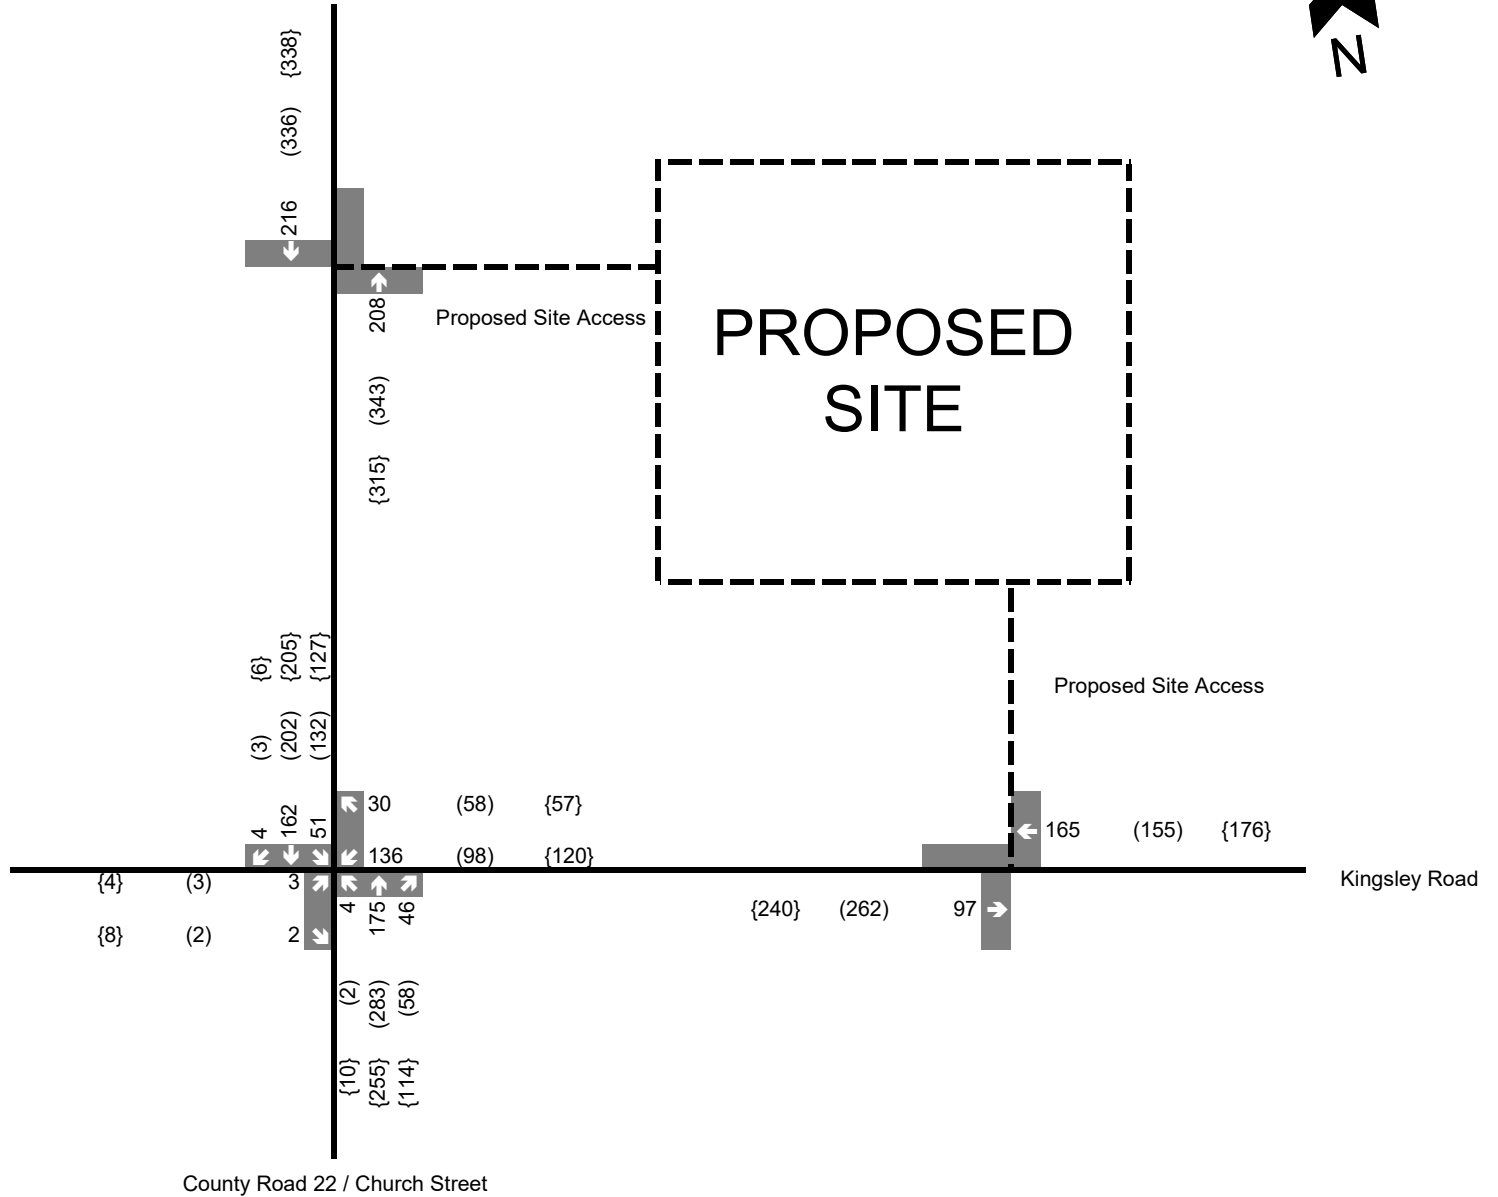 N
{338}
(336)
216
208
(343)
{315}
Proposed Site Access
PROPOSED
SITE
Proposed Site Access
{6} {205} {127}
(3) (202) (132)
4 162 51
30 (58) {57}
136 (98) {120}
165 (155) {176}
Kingsley Road
{4} (3) 3
{8} (2) 2
4 175 46
(2) (283) (58)
{10} {255} {114}
{240} (262) 97
County Road 22 / Church Street